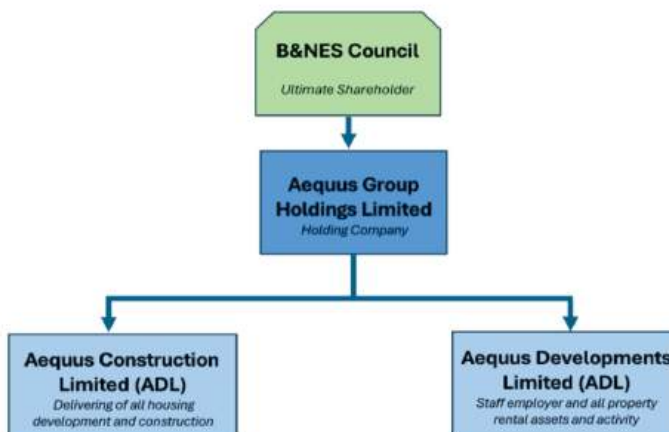 B&NES Council
Ultimate Shareholder
Aequus Group
Holdings Limited
Holding Company
Aequus Construction
Limited (ADL)
Delivering of all housing
development and construction
Aequus Developments
Limited (ADL)
Staff employer and all property
rental assets and activity